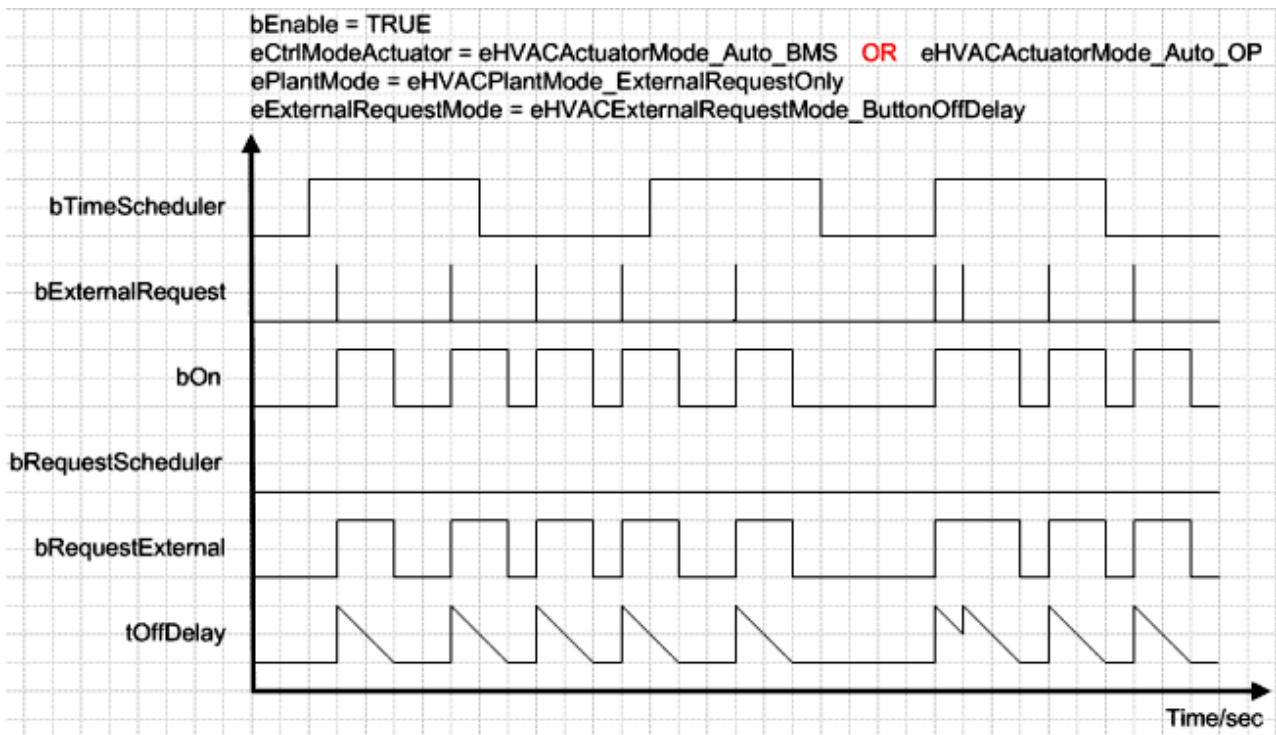 bEnable = TRUE
eCtrlModeActuator = eHVACActuatorMode_Auto_BMS OR eHVACActuatorMode_Auto_OP
ePlantMode = eHVACPlantMode_ExternalRequestOnly
eExternalRequestMode = eHVACExternalRequestMode_ButtonOffDelay
bTimeScheduler
bExternalRequest
bOn
bRequestScheduler
bRequestExternal
tOffDelay
Time/sec